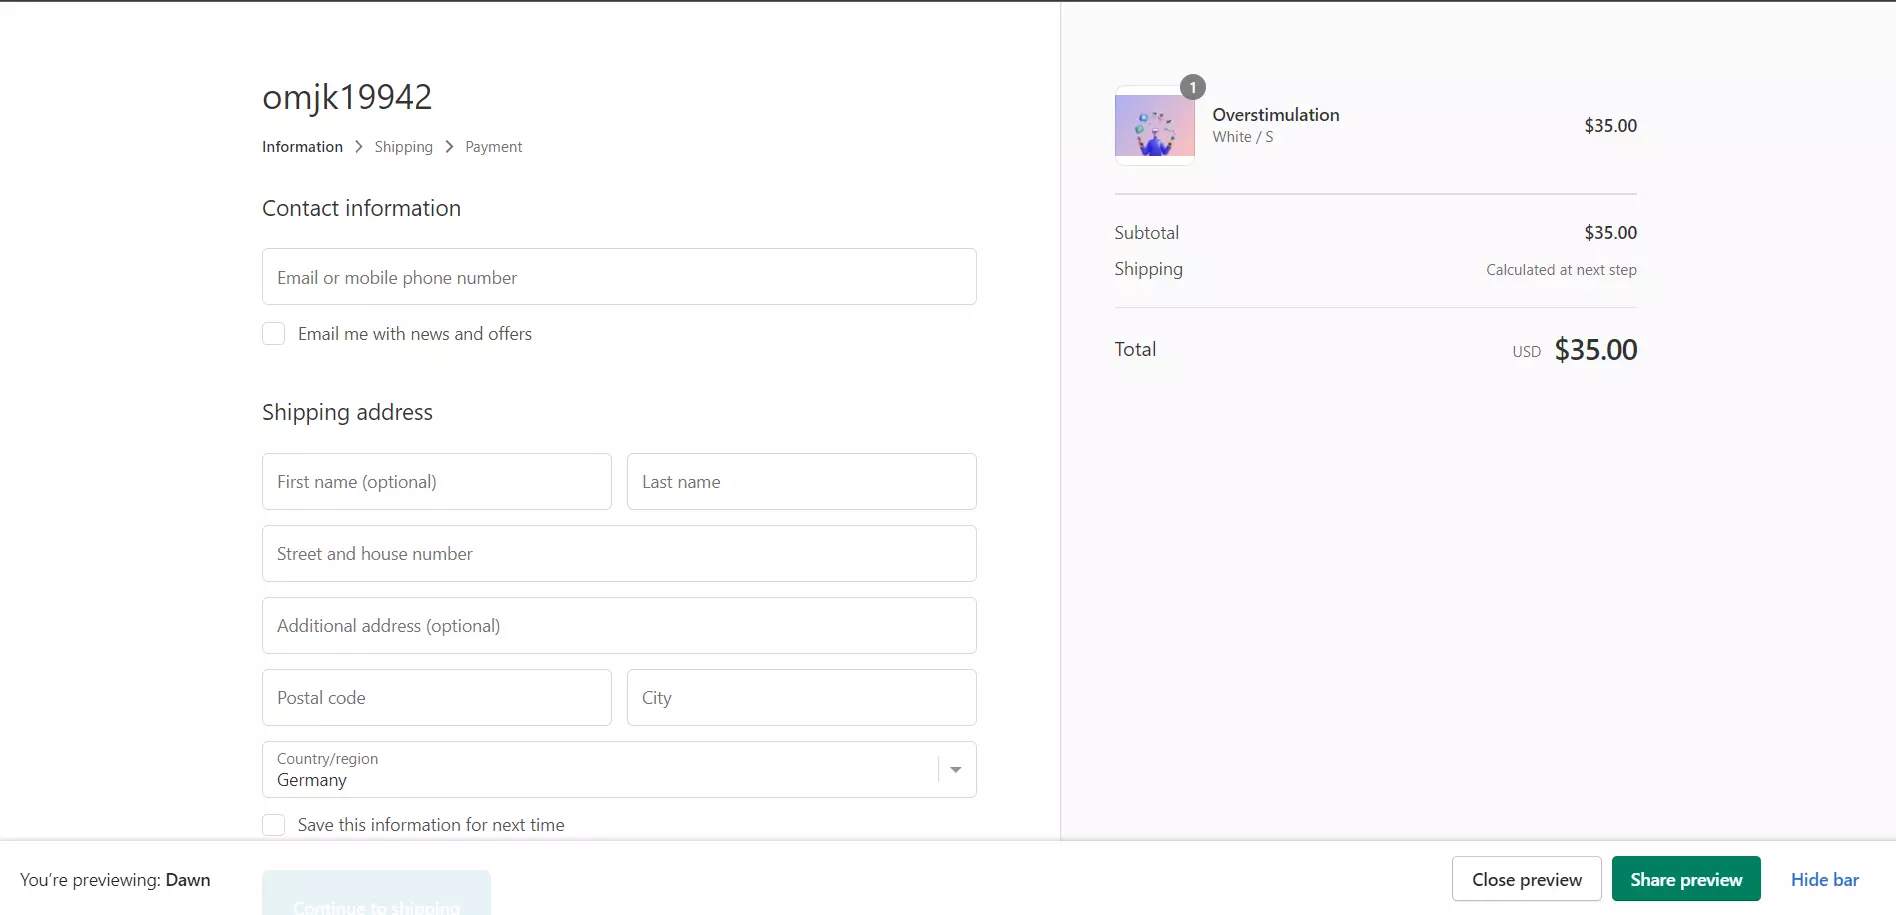 omjk19942
Information > Shipping > Payment
Contact information
Email or mobile phone number
Email me with news and offers
Shipping address
First name (optional)
Last name
Street and house number
Additional address (optional)
Postal code
City
Country/region
Germany
Save this information for next time
Continue to shipping
1
Overstimulation
White / S
$35.00
Subtotal
$35.00
Shipping
Calculated at next step
Total
USD $35.00
You're previewing: Dawn
Close preview
Share preview
Hide bar